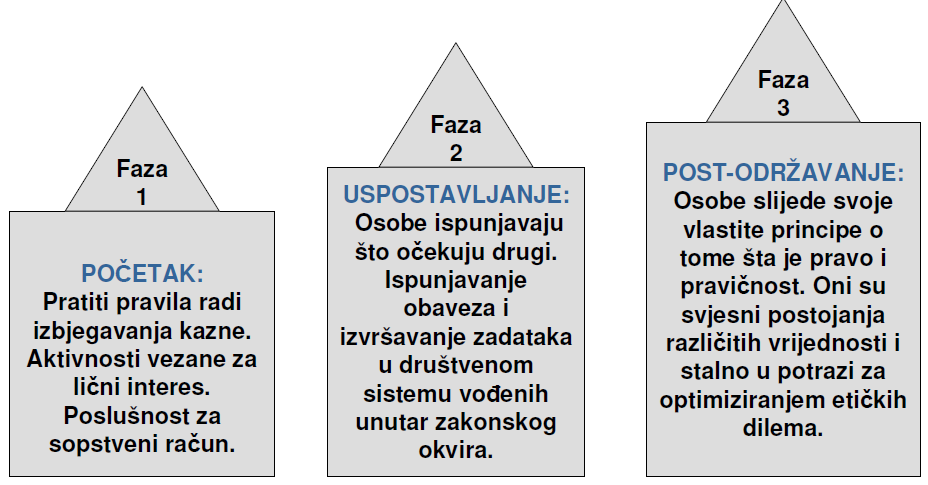 Faza
1
POČETAK:
Pratiti pravila radi
izbjegavanja kazne.
Aktivnosti vezane za
lični interes.
Poslušnost za
sopstveni račun.
Faza
2
USPOSTAVLJANJE:
Osobe ispunjavaju
što očekuju drugi.
Ispunjavanje
obaveza i
izvršavanje zadataka
u društvenom
sistemu vođenih
unutar zakonskog
okvira.
Faza
3
POST-ODRŽAVANJE:
Osobe slijede svoje
vlastite principe o
tome šta je pravo i
pravičnost. Oni su
svjesni postojanja
različitih vrijednosti i
stalno u potrazi za
optimiziranjem etičkih
dilema.